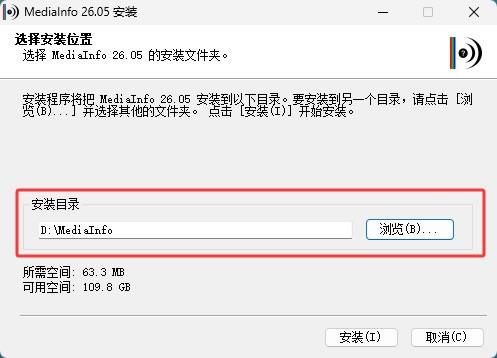 MediaInfo 26.05 安装
选择安装位置
选择 MediaInfo 26.05 的安装文件夹。
安装程序将把 MediaInfo 26.05 安装到以下目录。要安装到另一个目录，请点击 [浏
览(B)...] 并选择其他的文件夹。 点击 [安装(I)] 开始安装。
安装目录
D:\MediaInfo
浏览(B)...
所需空间: 63.3 MB
可用空间: 109.8 GB
安装(I)
取消(C)